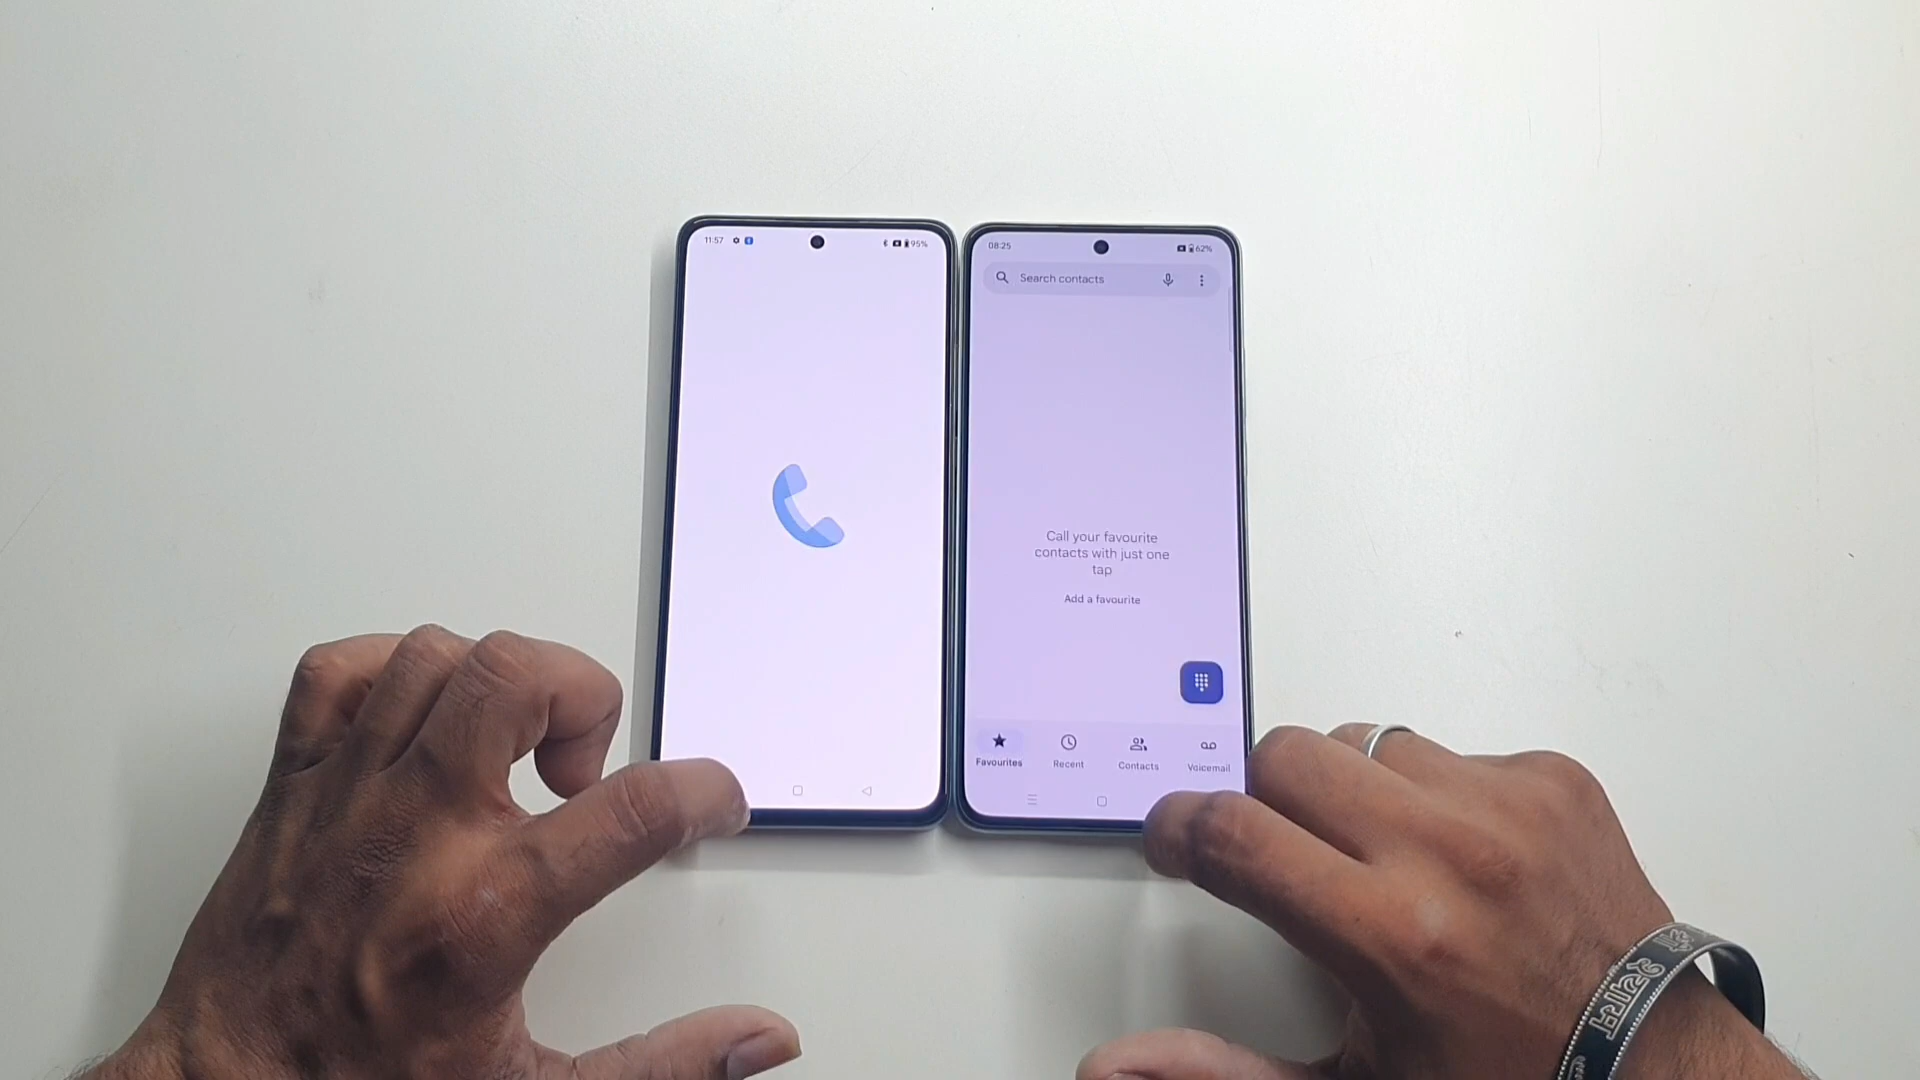 11:57
95%
08:25
62%
Search contacts
Call your favourite
contacts with just one
tap
Add a favourite
Favourites
Recent
Contacts
Voicemail